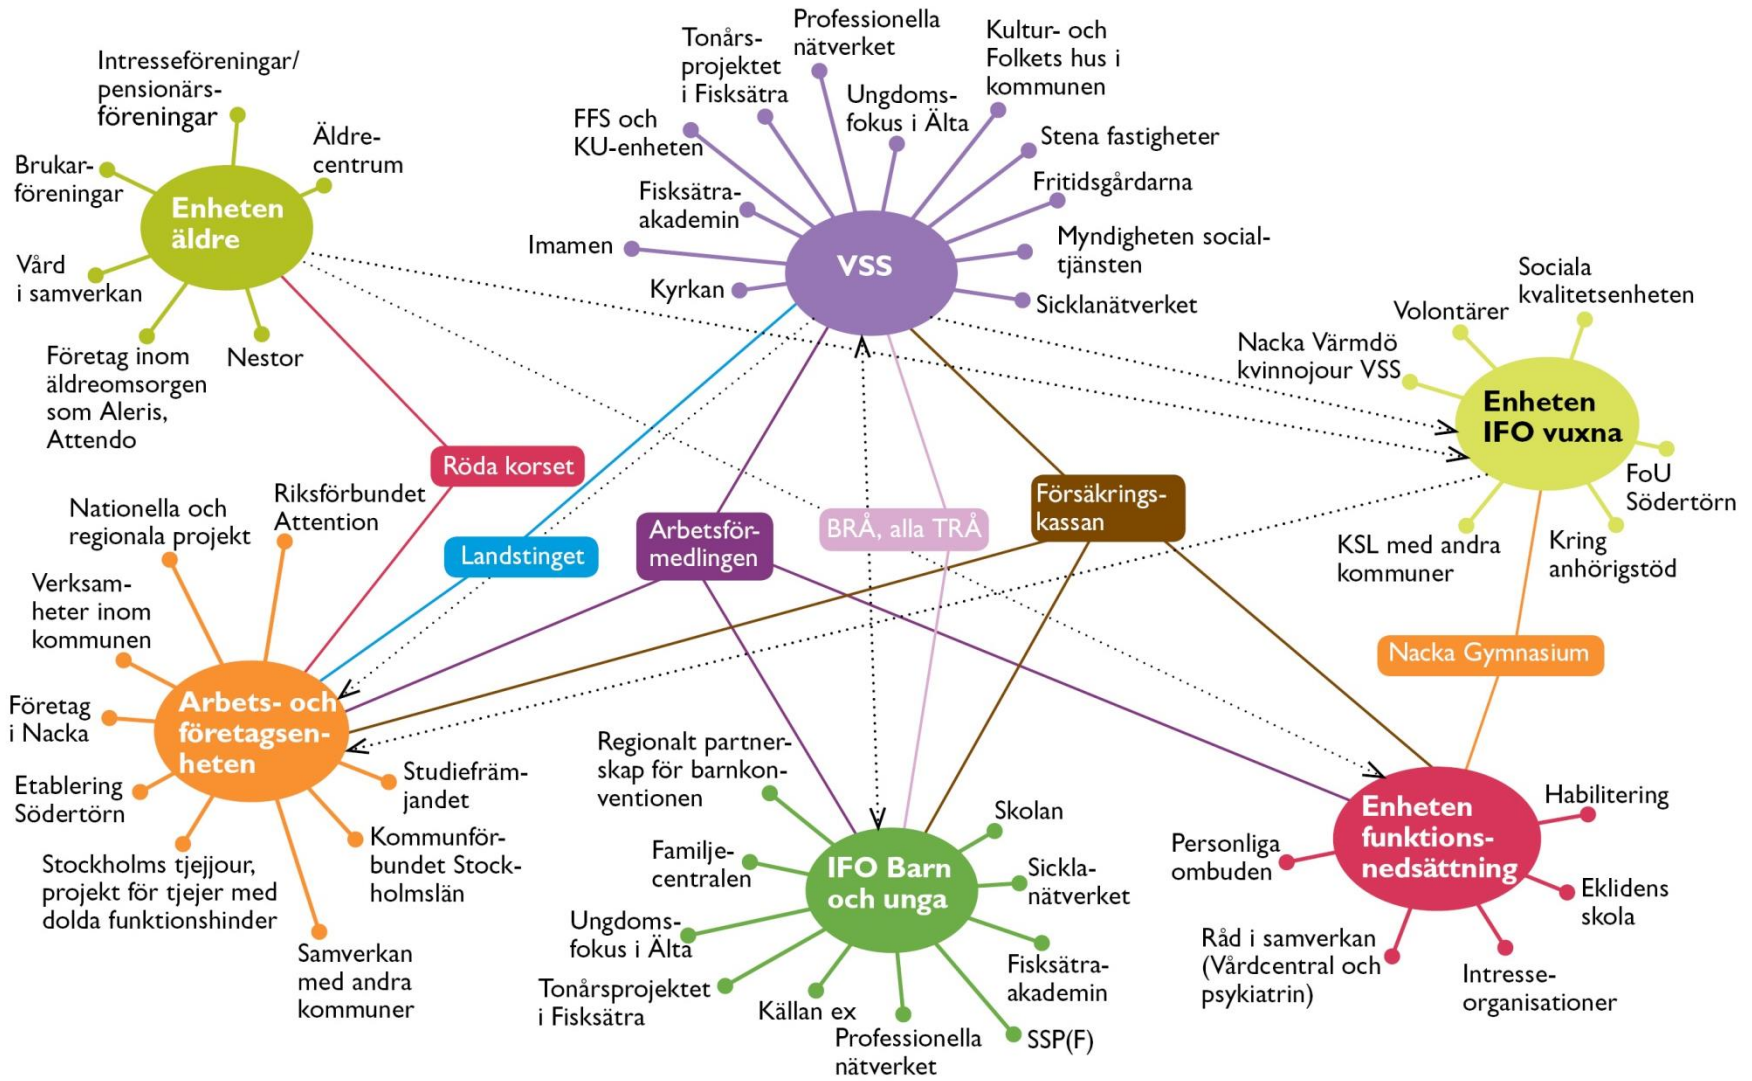 Intresseföreningar/
pensionärs-
föreningar
Äldre-
centrum
Brukar-
föreningar
Enheten
äldre
Vård
i samverkan
Företag inom
äldreomsorgen
som Aleris,
Attendo
Nestor
Professionella
nätverket
Tonårs-
projektet
i Fisksätra
Kultur- och
Folkets hus i
kommunen
Ungdoms-
fokus i Älta
FFS och
KU-enheten
Stena fastigheter
Fisksätra-
akademin
Fritidsgårdarna
Imamen
VSS
Myndigheten social-
tjänsten
Kyrkan
Sicklanätverket
Sociala
kvalitetsenheten
Volontärer
Nacka Värmdö
kvinnojour VSS
Enheten
IFO vuxna
FoU
Södertörn
KSL med andra
kommuner
Kring
anhörigstöd
Röda korset
Landstinget
Arbetsför-
medlingen
BRÅ, alla TRÅ
Försäkrings-
kassan
Nacka Gymnasium
Nationella och
regionala projekt
Riksförbundet
Attention
Verksam-
heter inom
kommunen
Företag
i Nacka
Arbets- och
företagsen-
heten
Etablering
Södertörn
Studiefräm-
jandet
Stockholms tjejjour,
projekt för tjejer med
dolda funktionshinder
Kommunför-
bundet Stock-
holmslän
Samverkan
med andra
kommuner
Regionalt partner-
skap för barnkon-
ventionen
Skolan
Familje-
centralen
IFO Barn
och unga
Sickla-
nätverket
Ungdoms-
fokus i Älta
Tonårsprojektet
i Fisksätra
Källan ex
Professionella
nätverket
Fisksätra-
akademin
SSP(F)
Enheten
funktions-
nedsättning
Habilitering
Personliga
ombuden
Eklidens
skola
Råd i samverkan
(Vårdcentral och
psykiatrin)
Intresse-
organisationer